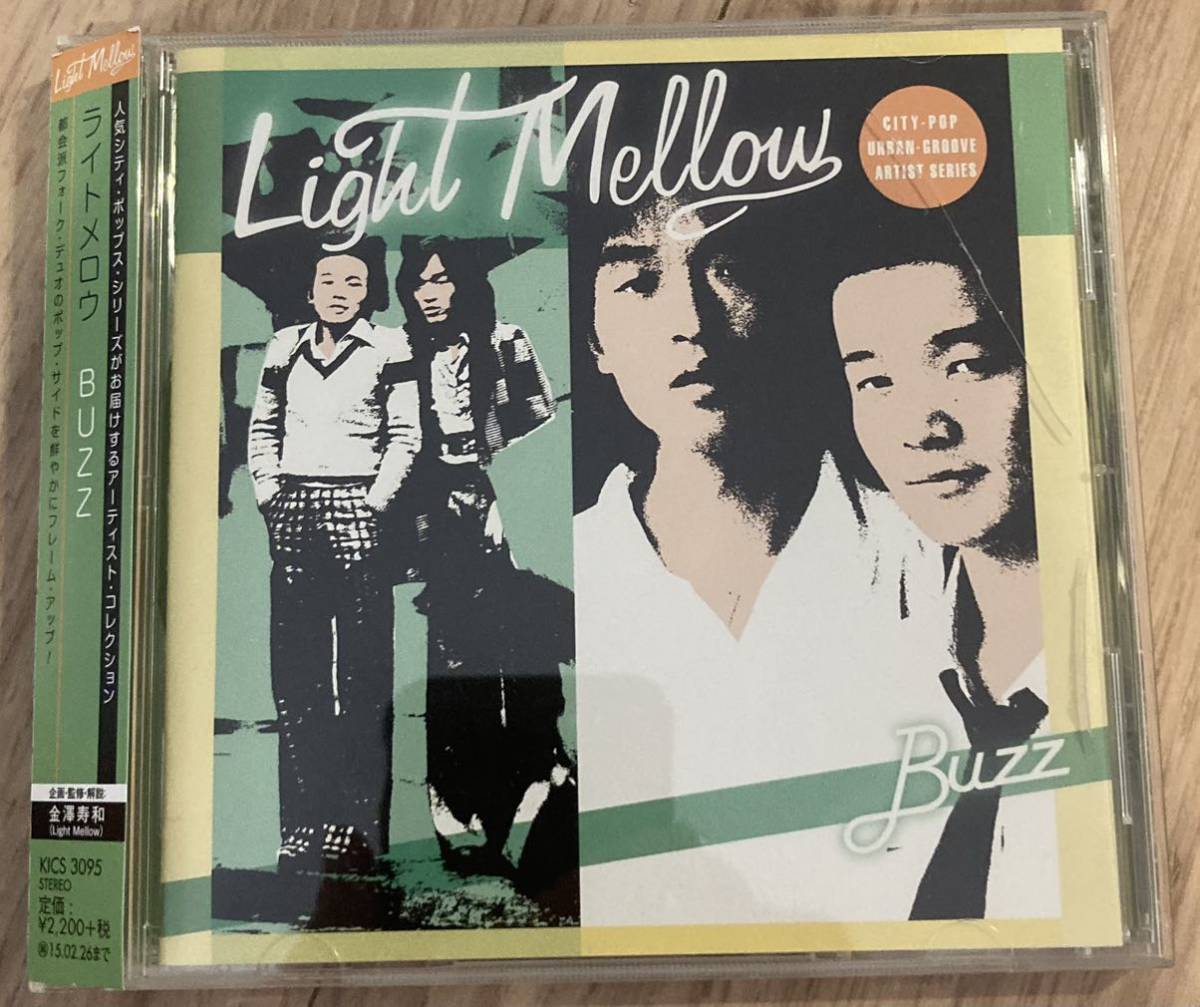 Light Mellow
ライトメロウ BUZZ
人気シティ・ポップス・シリーズがお届けするアーティスト・コレクション
都会派フォーク・デュオのポップ・サイドを鮮やかにフレーム・アップ!
企画・監修・解説:
金澤寿和
(Light Mellow)
KICS 3095
STEREO
定価:
¥2,200+税
㊢15.02.26まで
Light Mellow
CITY-POP
URBAN-GROOVE
ARTIST SERIES
Buzz